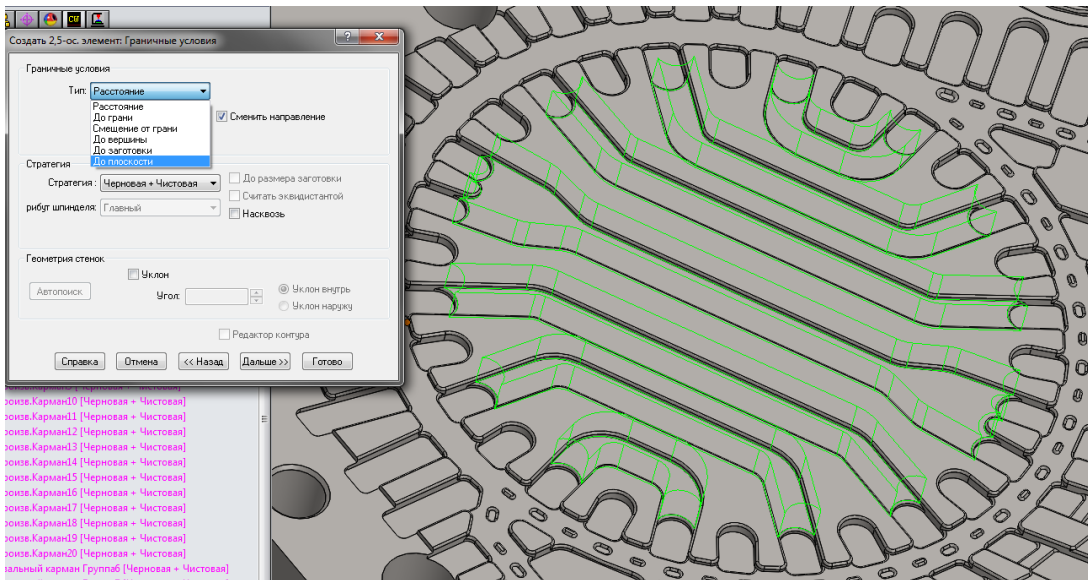 CW
Создать 2,5-ос. элемент: Граничные условия
Граничные условия
Тип: Расстояние
Расстояние
До грани
Смещение от грани
До вершины
До заготовки
До плоскости
Сменить направление
Стратегия
Стратегия: Черновая + Чистовая
До размера заготовки
Считать эквидистантой
рибут шпинделя: Главный
Насквозь
Геометрия стенок
Уклон
Автопоиск
Угол:
Уклон внутрь
Уклон наружу
Редактор контура
Справка Отмена << Назад Дальше >> Готово
роизв.Карман10 [Черновая + Чистовая]
роизв.Карман11 [Черновая + Чистовая]
роизв.Карман12 [Черновая + Чистовая]
роизв.Карман13 [Черновая + Чистовая]
роизв.Карман14 [Черновая + Чистовая]
роизв.Карман15 [Черновая + Чистовая]
роизв.Карман16 [Черновая + Чистовая]
роизв.Карман17 [Черновая + Чистовая]
роизв.Карман18 [Черновая + Чистовая]
роизв.Карман19 [Черновая + Чистовая]
роизв.Карман20 [Черновая + Чистовая]
альный карман Группа6 [Черновая + Чистовая]